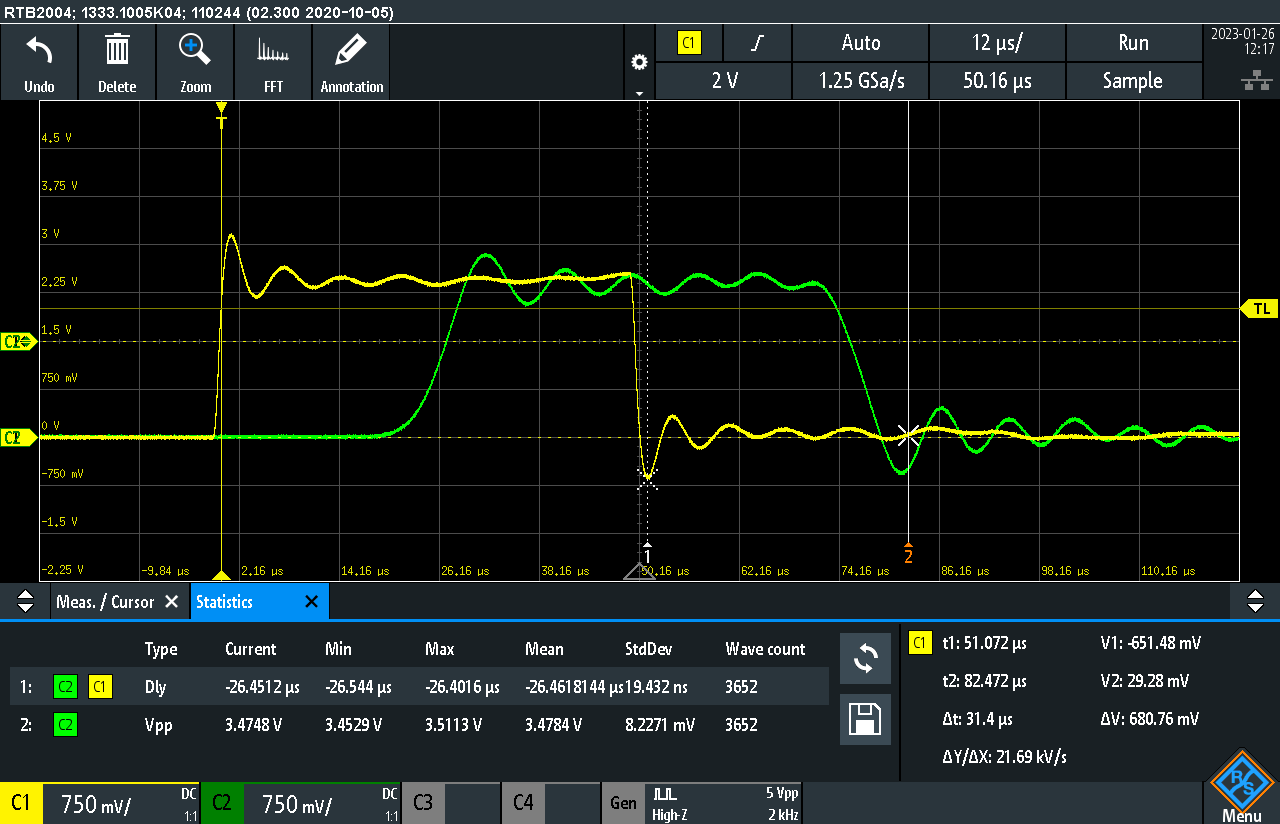 RTB2004; 1333.1005K04; 110244 (02.300 2020-10-05)
Undo Delete Zoom FFT Annotation
C1 Auto 12 µs/ Run
2 V 1.25 GSa/s 50.16 µs Sample
2023-01-26
12:17
T
4.5 V
3.75 V
3 V
2.25 V
TL
1.5 V
750 mV
0 V
C2
-750 mV
-1.5 V
1
2
-2.25 V -9.84 µs 2.16 µs 14.16 µs 26.16 µs 38.16 µs 50.16 µs 62.16 µs 74.16 µs 86.16 µs 98.16 µs 110.16 µs
Meas. / Cursor Statistics
Type Current Min Max Mean StdDev Wave count
1: C2 C1 Dly -26.4512 µs -26.544 µs -26.4016 µs -26.4618144 µs 19.432 ns 3652
2: C2 Vpp 3.4748 V 3.4529 V 3.5113 V 3.4784 V 8.2271 mV 3652
C1 t1: 51.072 µs V1: -651.48 mV
t2: 82.472 µs V2: 29.28 mV
Δt: 31.4 µs ΔV: 680.76 mV
ΔY/ΔX: 21.69 kV/s
C1 750 mV/ DC 1:1 C2 750 mV/ DC 1:1 C3 C4 Gen High-Z 5 Vpp 2 kHz
R S
Menu